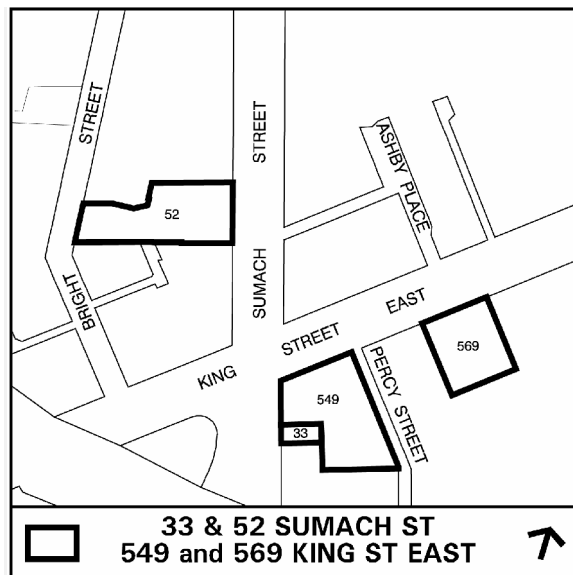 STREET
STREET
ASHBY PLACE
52
SUMACH
BRIGHT
EAST
STREET
KING
569
PERCY STREET
549
33
33 & 52 SUMACH ST
549 and 569 KING ST EAST